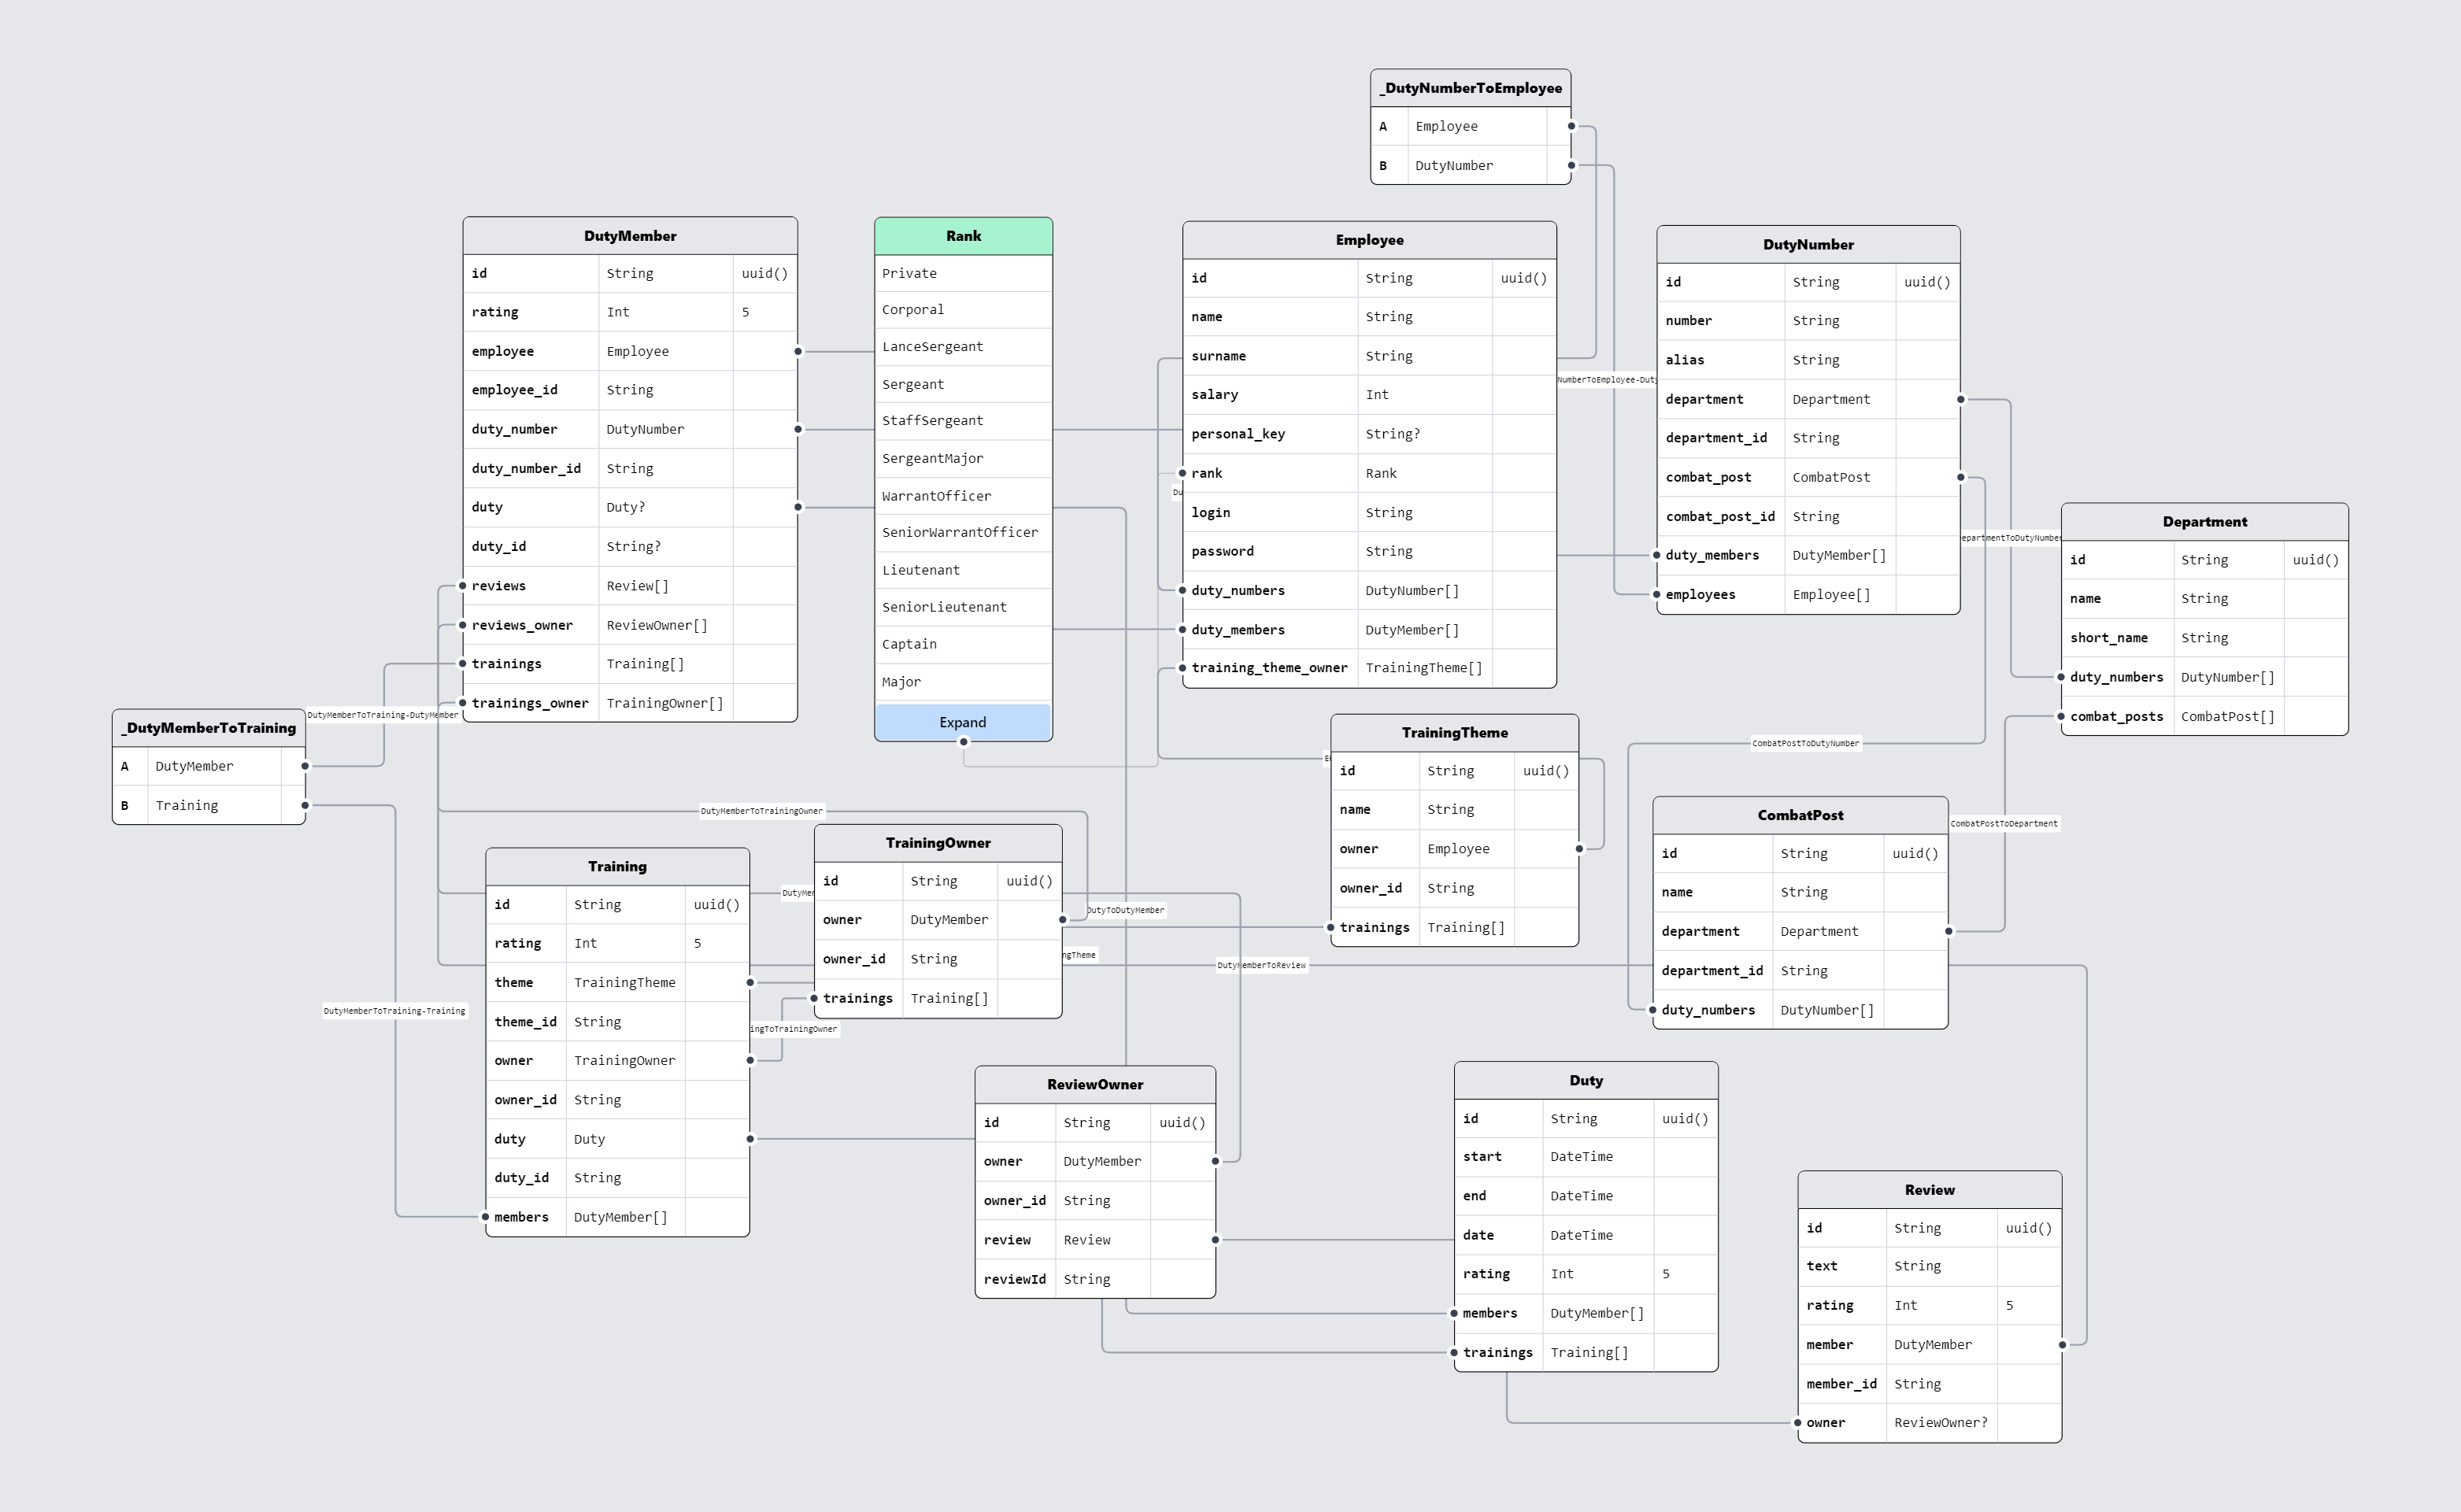 _DutyNumberToEmployee
A Employee
B DutyNumber
DutyMember
id String uuid()
rating Int 5
employee Employee
employee_id String
duty_number DutyNumber
duty_number_id String
duty Duty?
duty_id String?
reviews Review[]
reviews_owner ReviewOwner[]
trainings Training[]
trainings_owner TrainingOwner[]
Rank
Private
Corporal
LanceSergeant
Sergeant
StaffSergeant
SergeantMajor
WarrantOfficer
SeniorWarrantOfficer
Lieutenant
SeniorLieutenant
Captain
Major
Expand
Employee
id String uuid()
name String
surname String
salary Int
personal_key String?
rank Rank
login String
password String
duty_numbers DutyNumber[]
duty_members DutyMember[]
training_theme_owner TrainingTheme[]
NumberToEmployee-Duty
Du
DutyNumber
id String uuid()
number String
alias String
department Department
department_id String
combat_post CombatPost
combat_post_id String
duty_members DutyMember[]
employees Employee[]
epartmentToDutyNumber
Department
id String uuid()
name String
short_name String
duty_numbers DutyNumber[]
combat_posts CombatPost[]
_DutyMemberToTraining
A DutyMember
B Training
DutyMemberToTraining-DutyMember
DutyMemberToTraining-Training
DutyMemberToTrainingOwner
Training
id String uuid()
rating Int 5
theme TrainingTheme
theme_id String
owner TrainingOwner
owner_id String
duty Duty
duty_id String
members DutyMember[]
DutyMem
ingToTrainingOwner
TrainingOwner
id String uuid()
owner DutyMember
owner_id String
trainings Training[]
DutyToDutyMember
ngTheme
DutyMemberToReview
TrainingTheme
id String uuid()
name String
owner Employee
owner_id String
trainings Training[]
CombatPostToDutyNumber
CombatPostToDepartment
CombatPost
id String uuid()
name String
department Department
department_id String
duty_numbers DutyNumber[]
ReviewOwner
id String uuid()
owner DutyMember
owner_id String
review Review
reviewId String
Duty
id String uuid()
start DateTime
end DateTime
date DateTime
rating Int 5
members DutyMember[]
trainings Training[]
Review
id String uuid()
text String
rating Int 5
member DutyMember
member_id String
owner ReviewOwner?